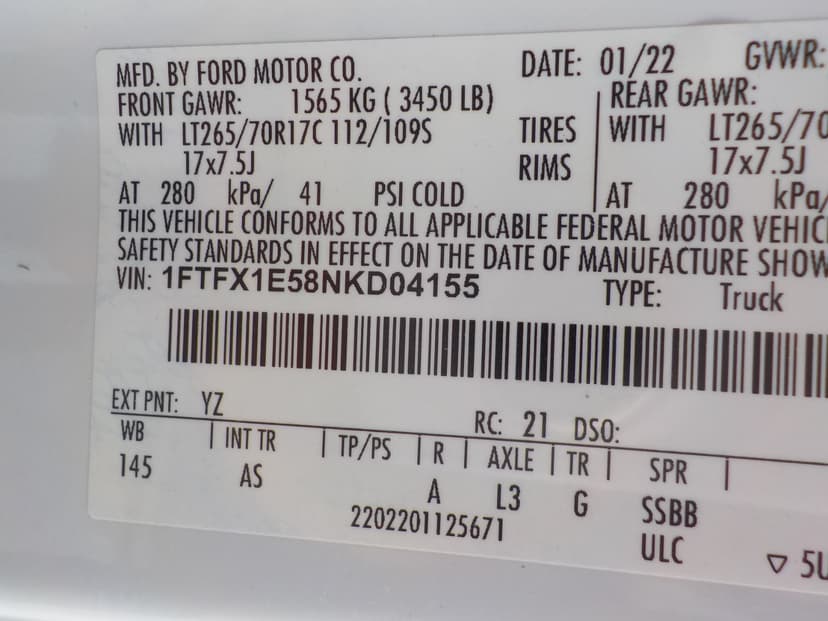 MFD. BY FORD MOTOR CO. DATE: 01/22 GVWR:
FRONT GAWR: 1565 KG ( 3450 LB) REAR GAWR:
WITH LT265/70R17C 112/109S TIRES WITH LT265/70
17x7.5J RIMS 17x7.5J
AT 280 kPa/ 41 PSI COLD AT 280 kPa/
THIS VEHICLE CONFORMS TO ALL APPLICABLE FEDERAL MOTOR VEHIC
SAFETY STANDARDS IN EFFECT ON THE DATE OF MANUFACTURE SHOW
VIN: 1FTFX1E58NKD04155 TYPE: Truck
EXT PNT: YZ RC: 21 DSO:
WB INT TR TP/PS R AXLE TR SPR
145 AS A L3 G SSBB
2202201125671 ULC 5U